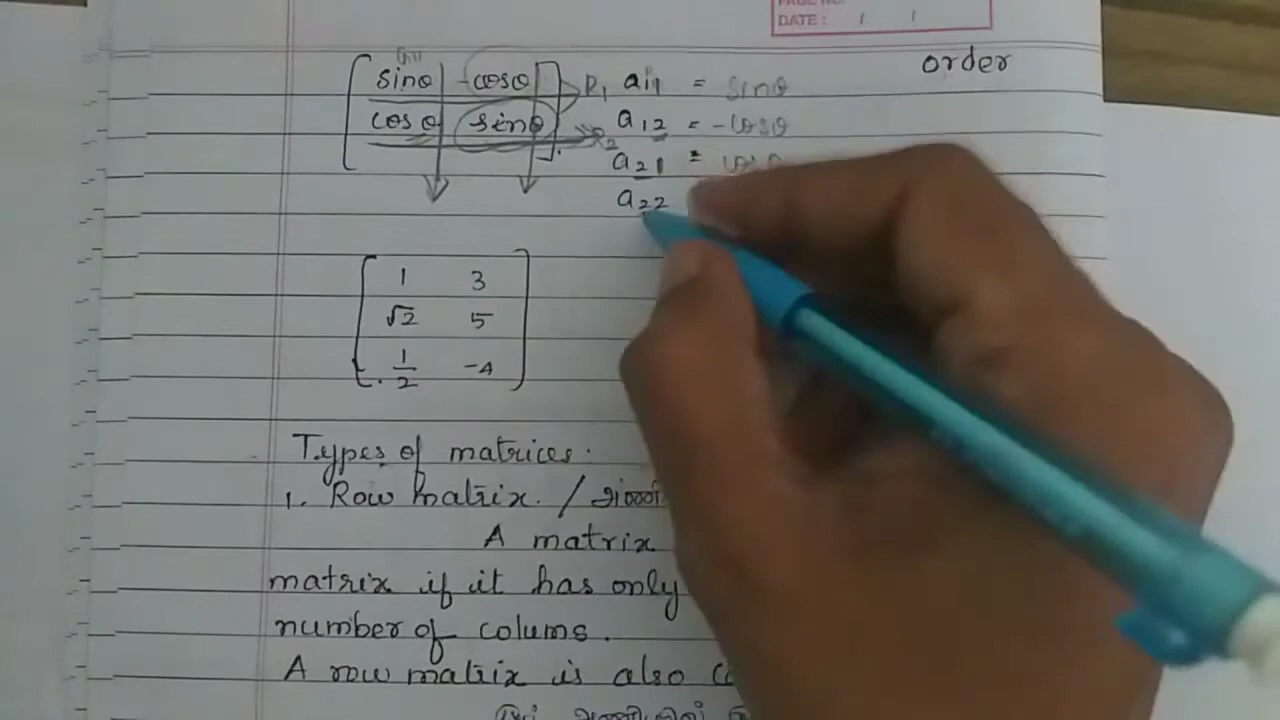 DATE : / /
order
sinθ -cosθ R1 a11 = sinθ
cosθ sinθ R2 a12 = -cosθ
a21 =
a22
1 3
√2 5
1/2 -4
Types of matrices.
1. Row matrix. /
A matrix
matrix if it has only
number of colums.
A row matrix is also